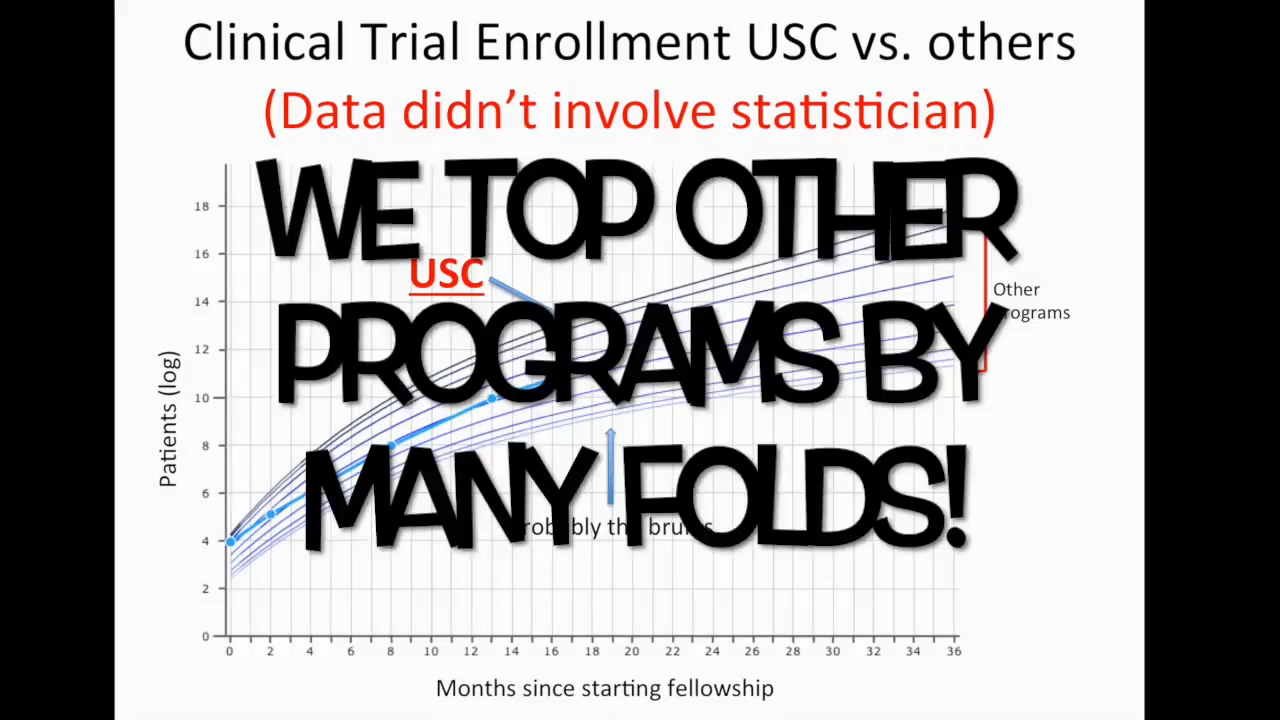 Clinical Trial Enrollment USC vs. others
(Data didn't involve statistician)
WE TOP OTHER
PROGRAMS BY
MANY FOLDS!
USC
Other
Patients (log)
18
16
14
12
10
8
6
4
2
0
0 2 4 6 8 10 12 14 16 18 20 22 24 26 28 30 32 34 36
Months since starting fellowship